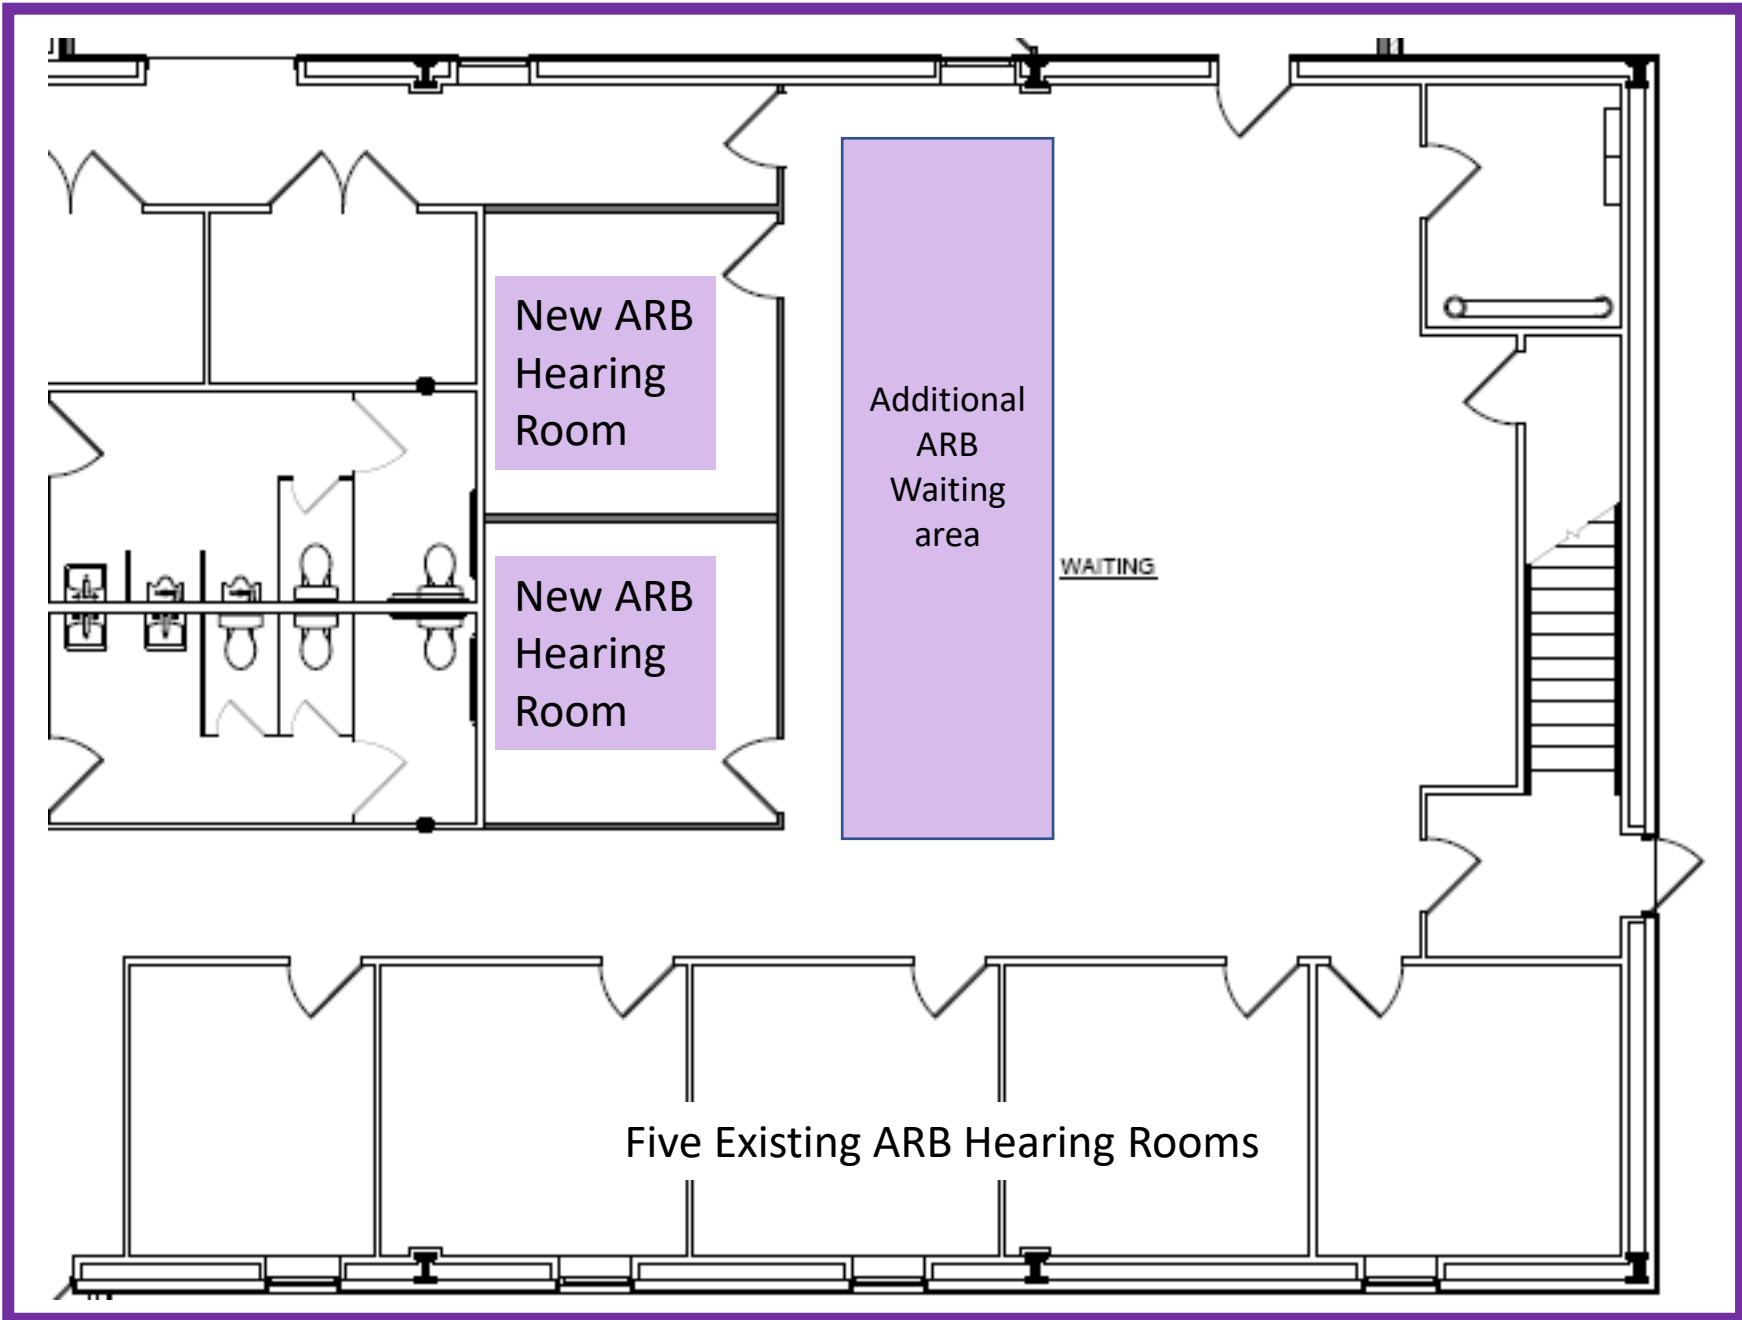 New ARB
Hearing
Room
Additional
ARB
Waiting
area
WAITING
New ARB
Hearing
Room
Five Existing ARB Hearing Rooms